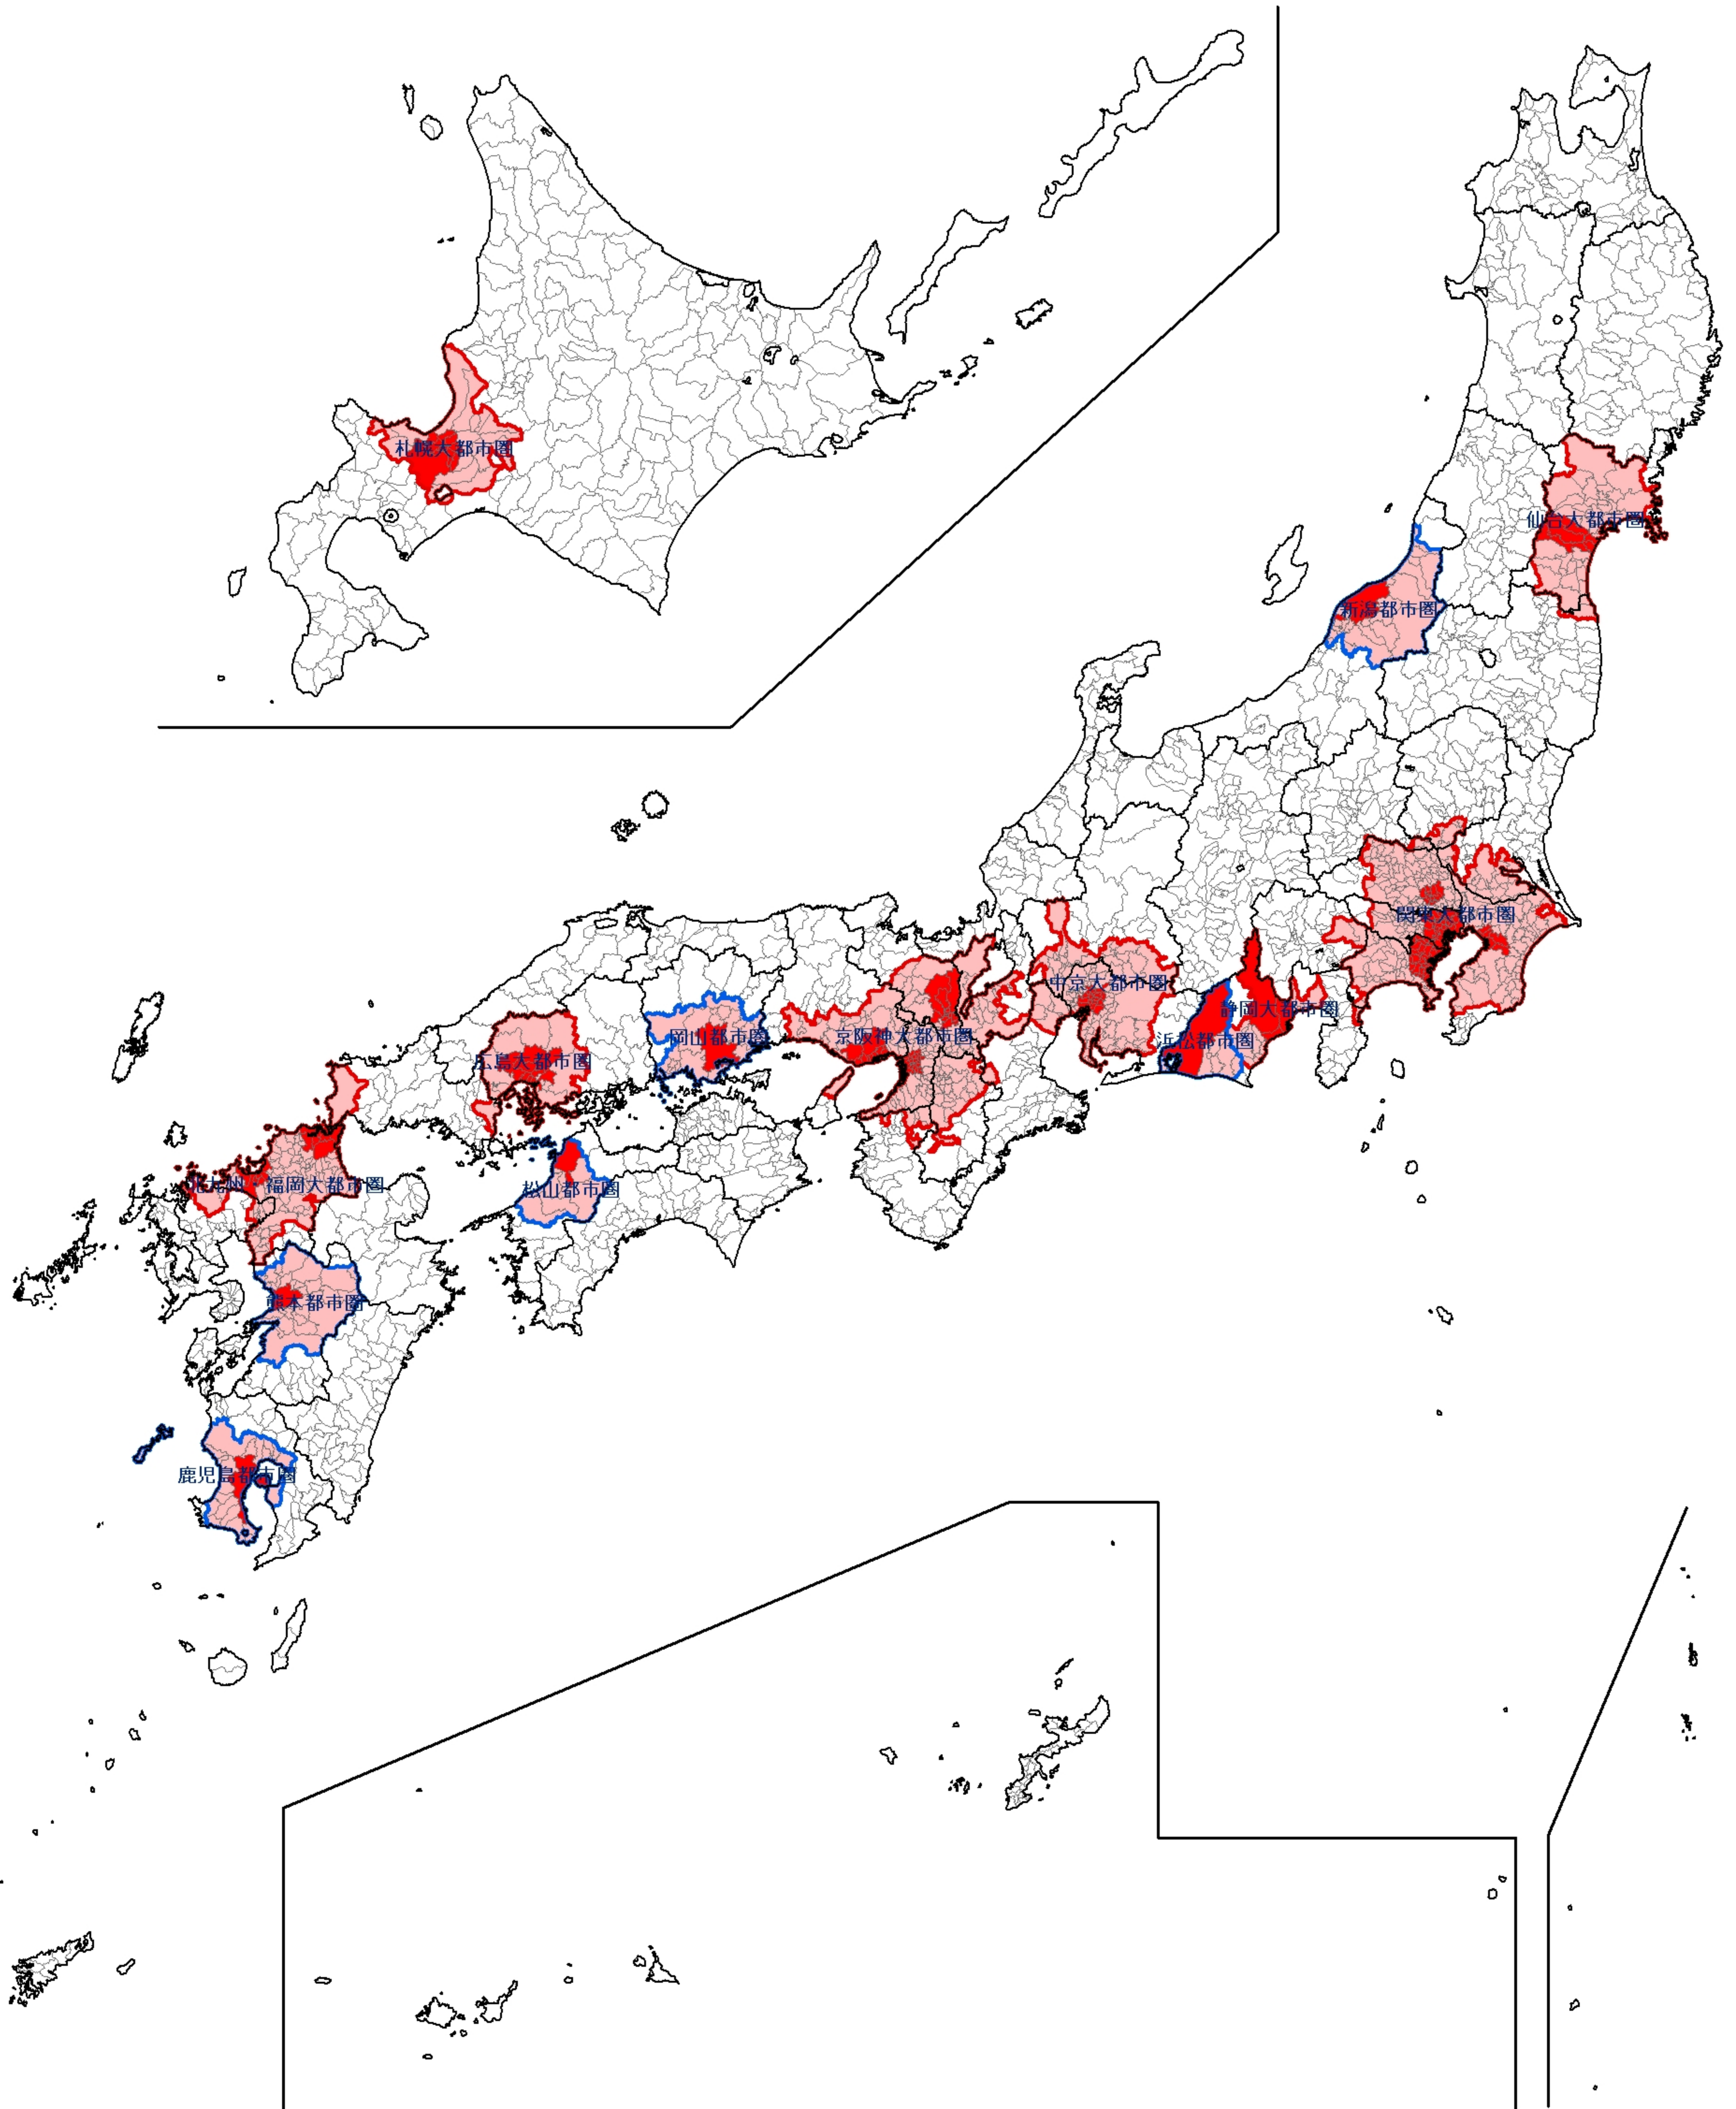 札幌大都市圏
仙台大都市圏
新潟都市圏
関東大都市圏
中京大都市圏
静岡大都市圏
浜松都市圏
京阪神大都市圏
岡山都市圏
広島大都市圏
北九州・福岡大都市圏
松山都市圏
熊本都市圏
鹿児島都市圏